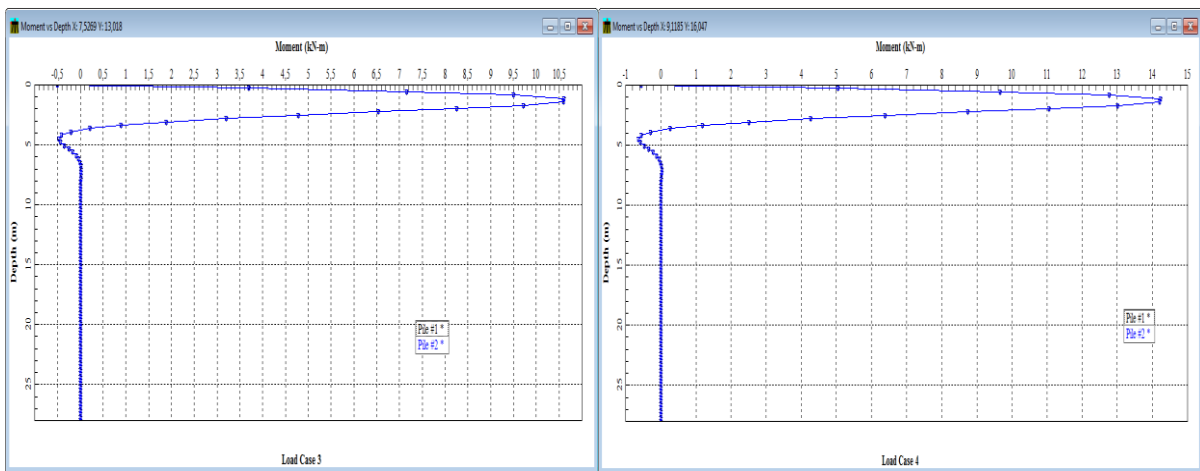 Moment vs Depth X: 7,5269 Y: 13,018
Moment (kN-m)
-0,5 0 0,5 1 1,5 2 2,5 3 3,5 4 4,5 5 5,5 6 6,5 7 7,5 8 8,5 9 9,5 10 10,5
0
5
10
15
20
25
Depth (m)
Pile #1 *
Pile #2 *
Load Case 3
Moment vs Depth X: 9,1185 Y: 16,047
Moment (kN-m)
-1 0 1 2 3 4 5 6 7 8 9 10 11 12 13 14 15
0
5
10
15
20
25
Depth (m)
Pile #1 *
Pile #2 *
Load Case 4